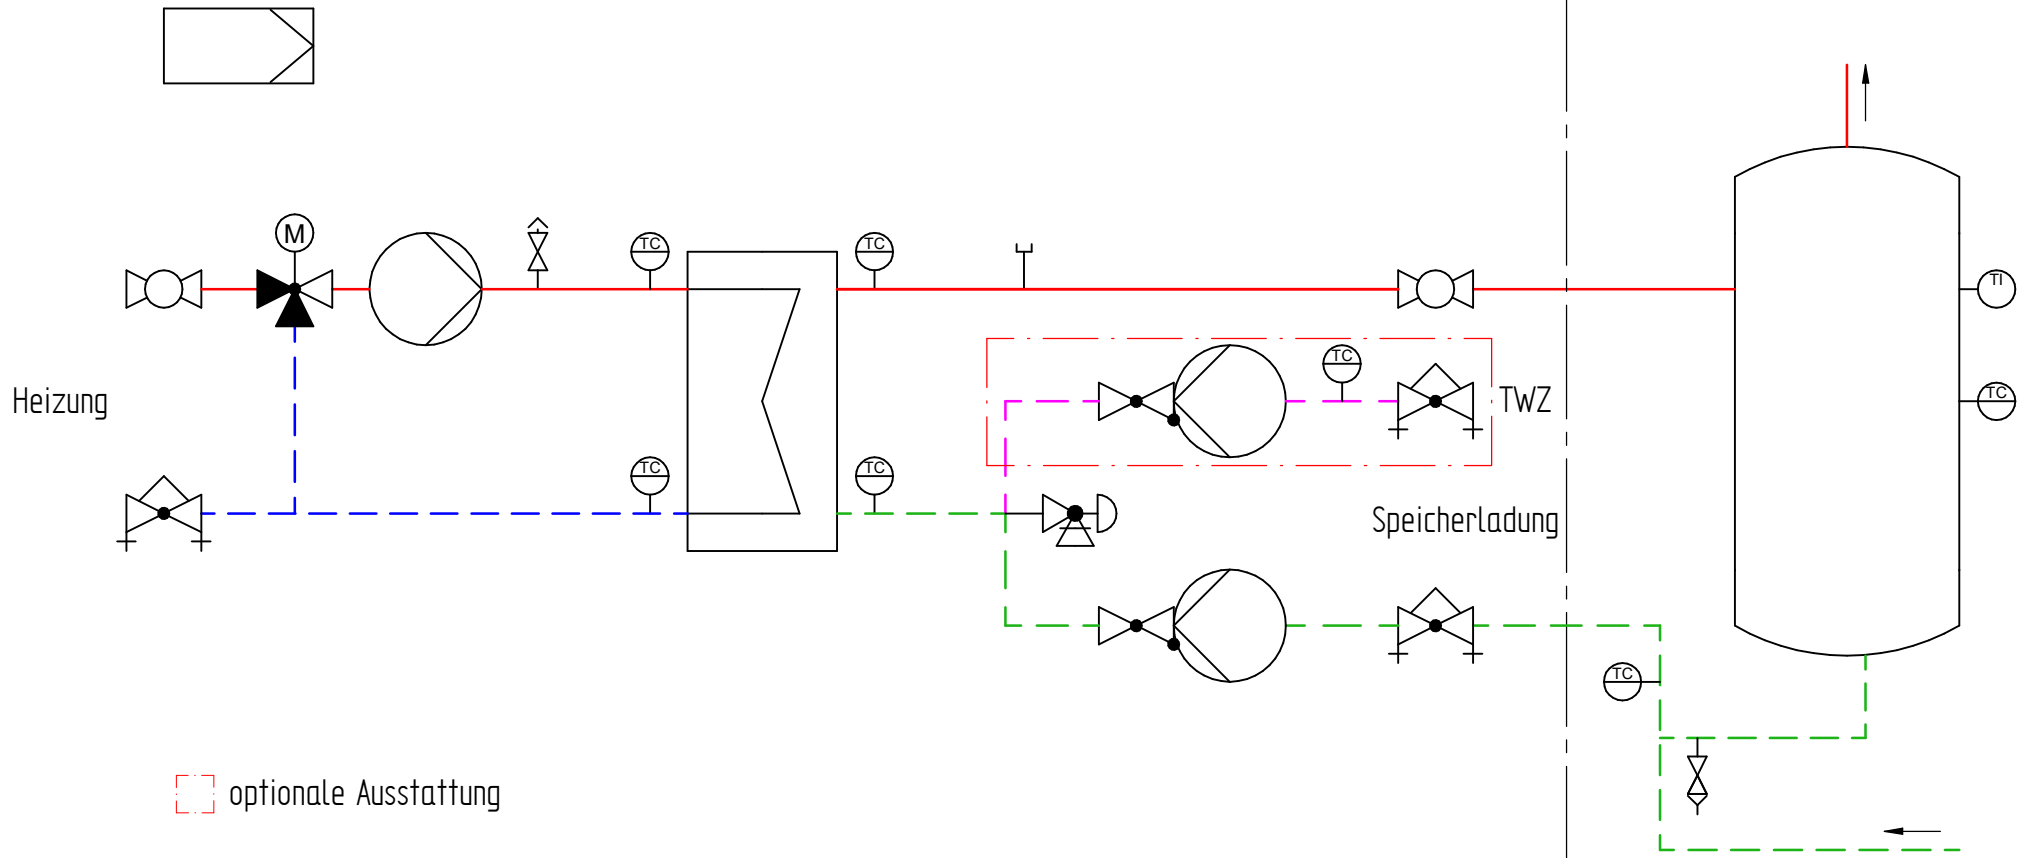 M
TC
TC
TI
Heizung
TC
TWZ
TC
TC
TC
Speicherladung
TC
optionale Ausstattung